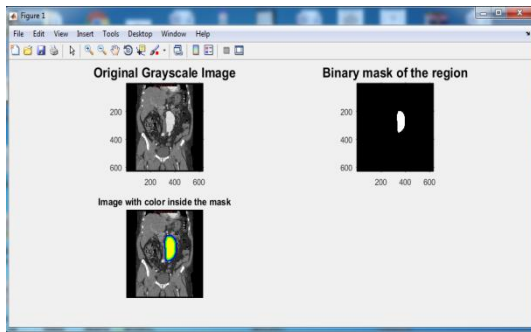 Figure 1
File Edit View Insert Tools Desktop Window Help
Original Grayscale Image
200
400
600
200 400 600
Binary mask of the region
200
400
600
200 400 600
Image with color inside the mask